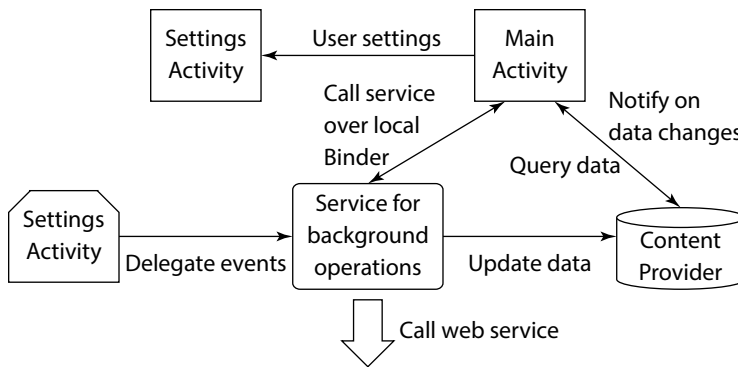 Settings
Activity
User settings
Main
Activity
Call service
over local
Binder
Notify on
data changes
Query data
Settings
Activity
Delegate events
Service for
background
operations
Update data
Content
Provider
Call web service